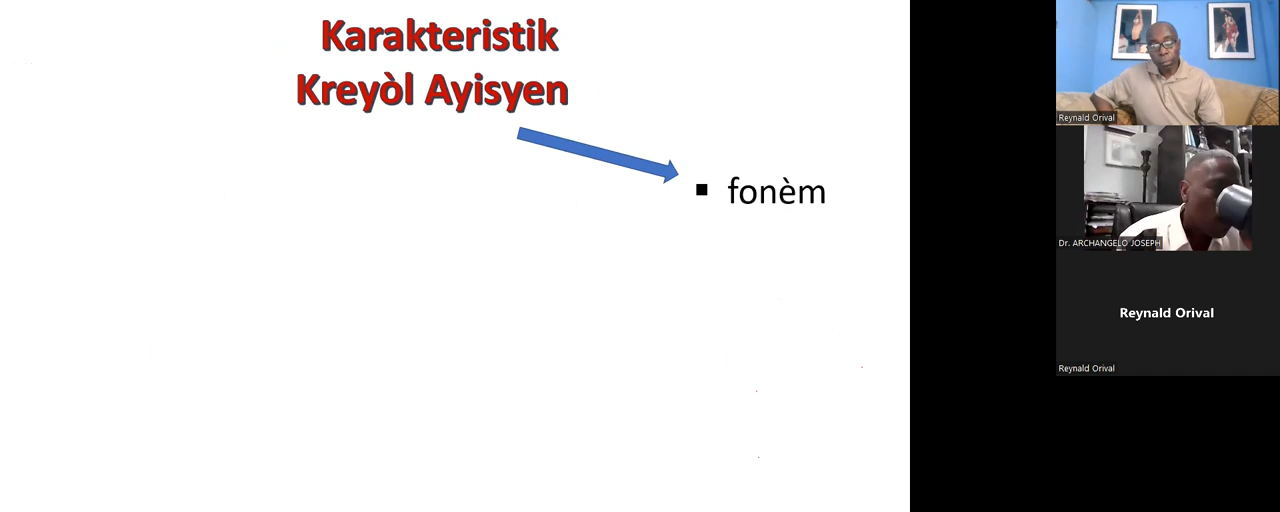 Karakteristik
Kreyòl Ayisyen
▪ fonèm
Reynald Orival
Dr. ARCHANGELO JOSEPH
Reynald Orival
Reynald Orival